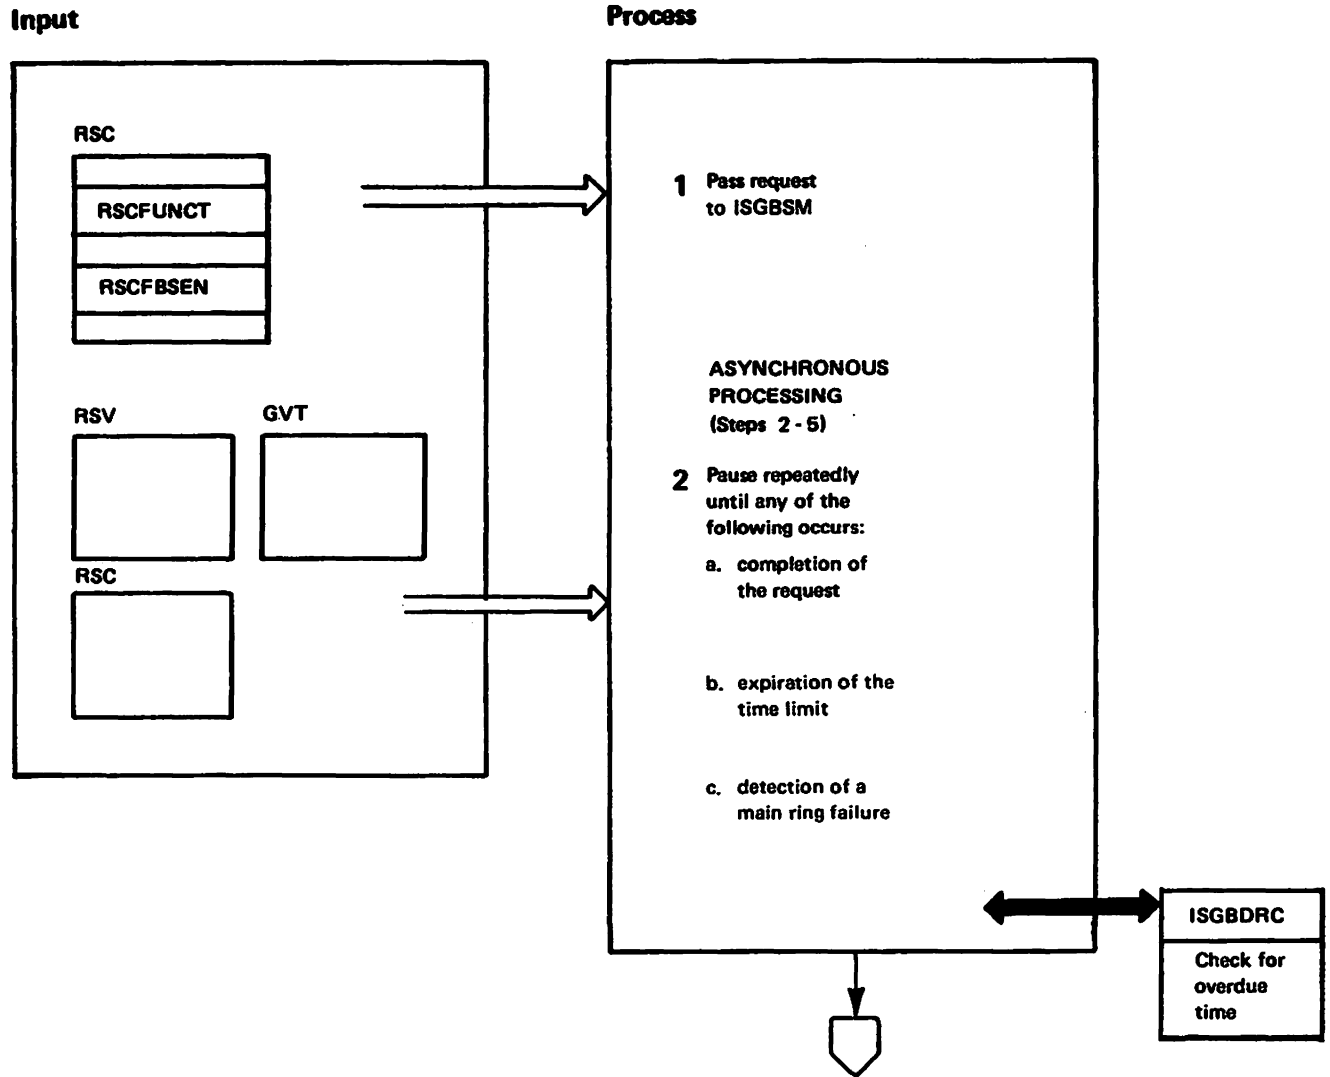 Input
RSC
RSCFUNCT
RSCFBSEN
RSV
GVT
RSC
Process
1 Pass request
to ISGBSM
ASYNCHRONOUS
PROCESSING
(Steps 2 - 5)
2 Pause repeatedly
until any of the
following occurs:
a. completion of
the request
b. expiration of the
time limit
c. detection of a
main ring failure
ISGBDRC
Check for
overdue
time